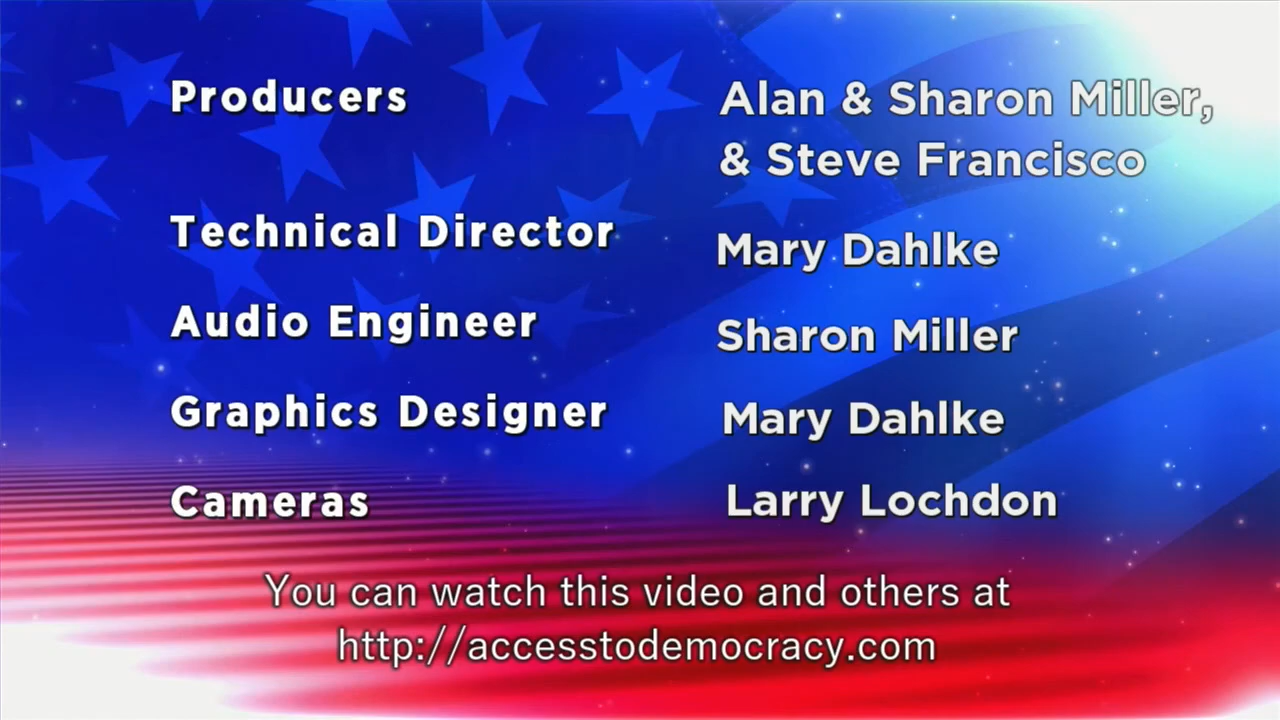 Producers Alan & Sharon Miller,
& Steve Francisco
Technical Director Mary Dahlke
Audio Engineer Sharon Miller
Graphics Designer Mary Dahlke
Cameras Larry Lochdon
You can watch this video and others at
http://accesstodemocracy.com